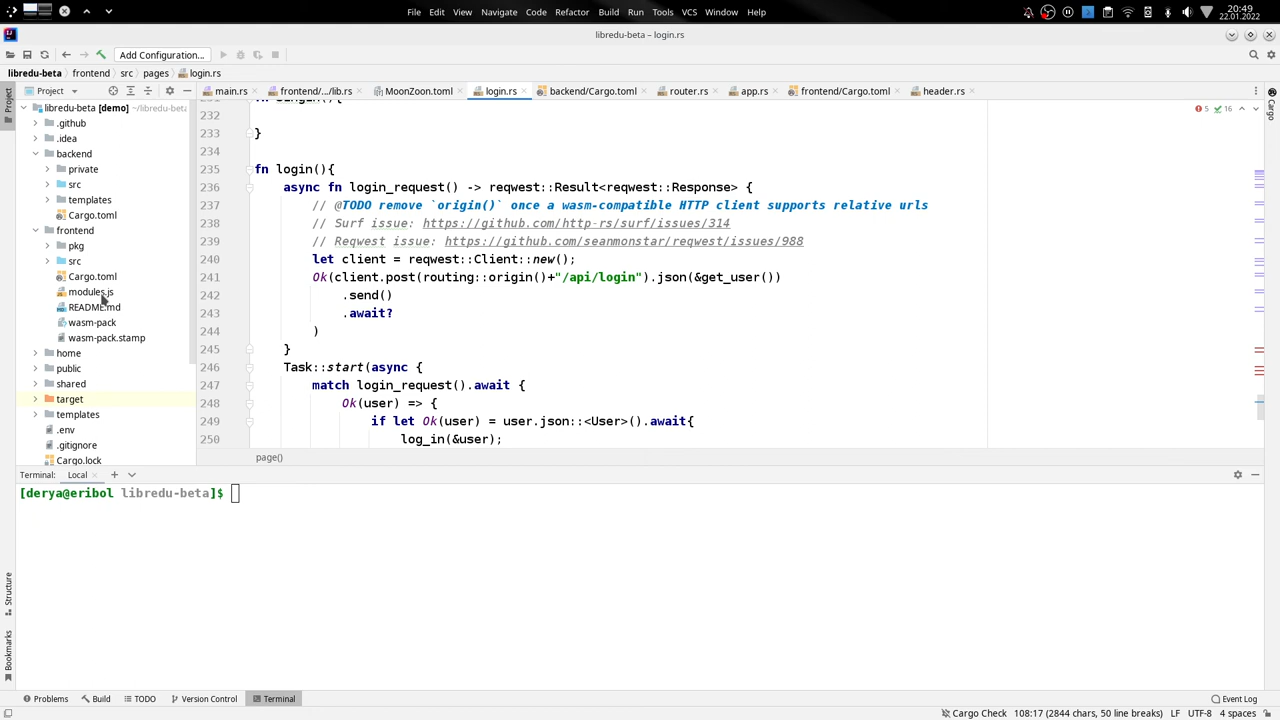 File Edit View Navigate Code Refactor Build Run Tools VCS Window Help
20:49
22.01.2022
libredu-beta – login.rs
Add Configuration...
libredu-beta frontend src pages login.rs
Project
main.rs frontend/.../lib.rs MoonZoon.toml login.rs backend/Cargo.toml router.rs app.rs frontend/Cargo.toml header.rs
Project
Cargo
libredu-beta [demo] ~/libredu-beta
.github
.idea
backend
private
src
templates
Cargo.toml
frontend
pkg
src
Cargo.toml
modules.js
README.md
wasm-pack
wasm-pack.stamp
home
public
shared
target
templates
.env
.gitignore
Cargo.lock
5 16
232
233 }
234
235 fn login(){
236 async fn login_request() -> reqwest::Result<reqwest::Response> {
237 // @TODO remove `origin()` once a wasm-compatible HTTP client supports relative urls
238 // Surf issue: https://github.com/http-rs/surf/issues/314
239 // Reqwest issue: https://github.com/seanmonstar/reqwest/issues/988
240 let client = reqwest::Client::new();
241 Ok(client.post(routing::origin()+"/api/login").json(&get_user())
242 .send()
243 .await?
244 )
245 }
246 Task::start(async {
247 match login_request().await {
248 Ok(user) => {
249 if let Ok(user) = user.json::<User>().await{
250 log_in(&user);
page()
Terminal: Local
[derya@eribol libredu-beta]$
Structure
Bookmarks
Problems Build TODO Version Control Terminal Event Log
Cargo Check 108:17 (2844 chars, 50 line breaks) LF UTF-8 4 spaces